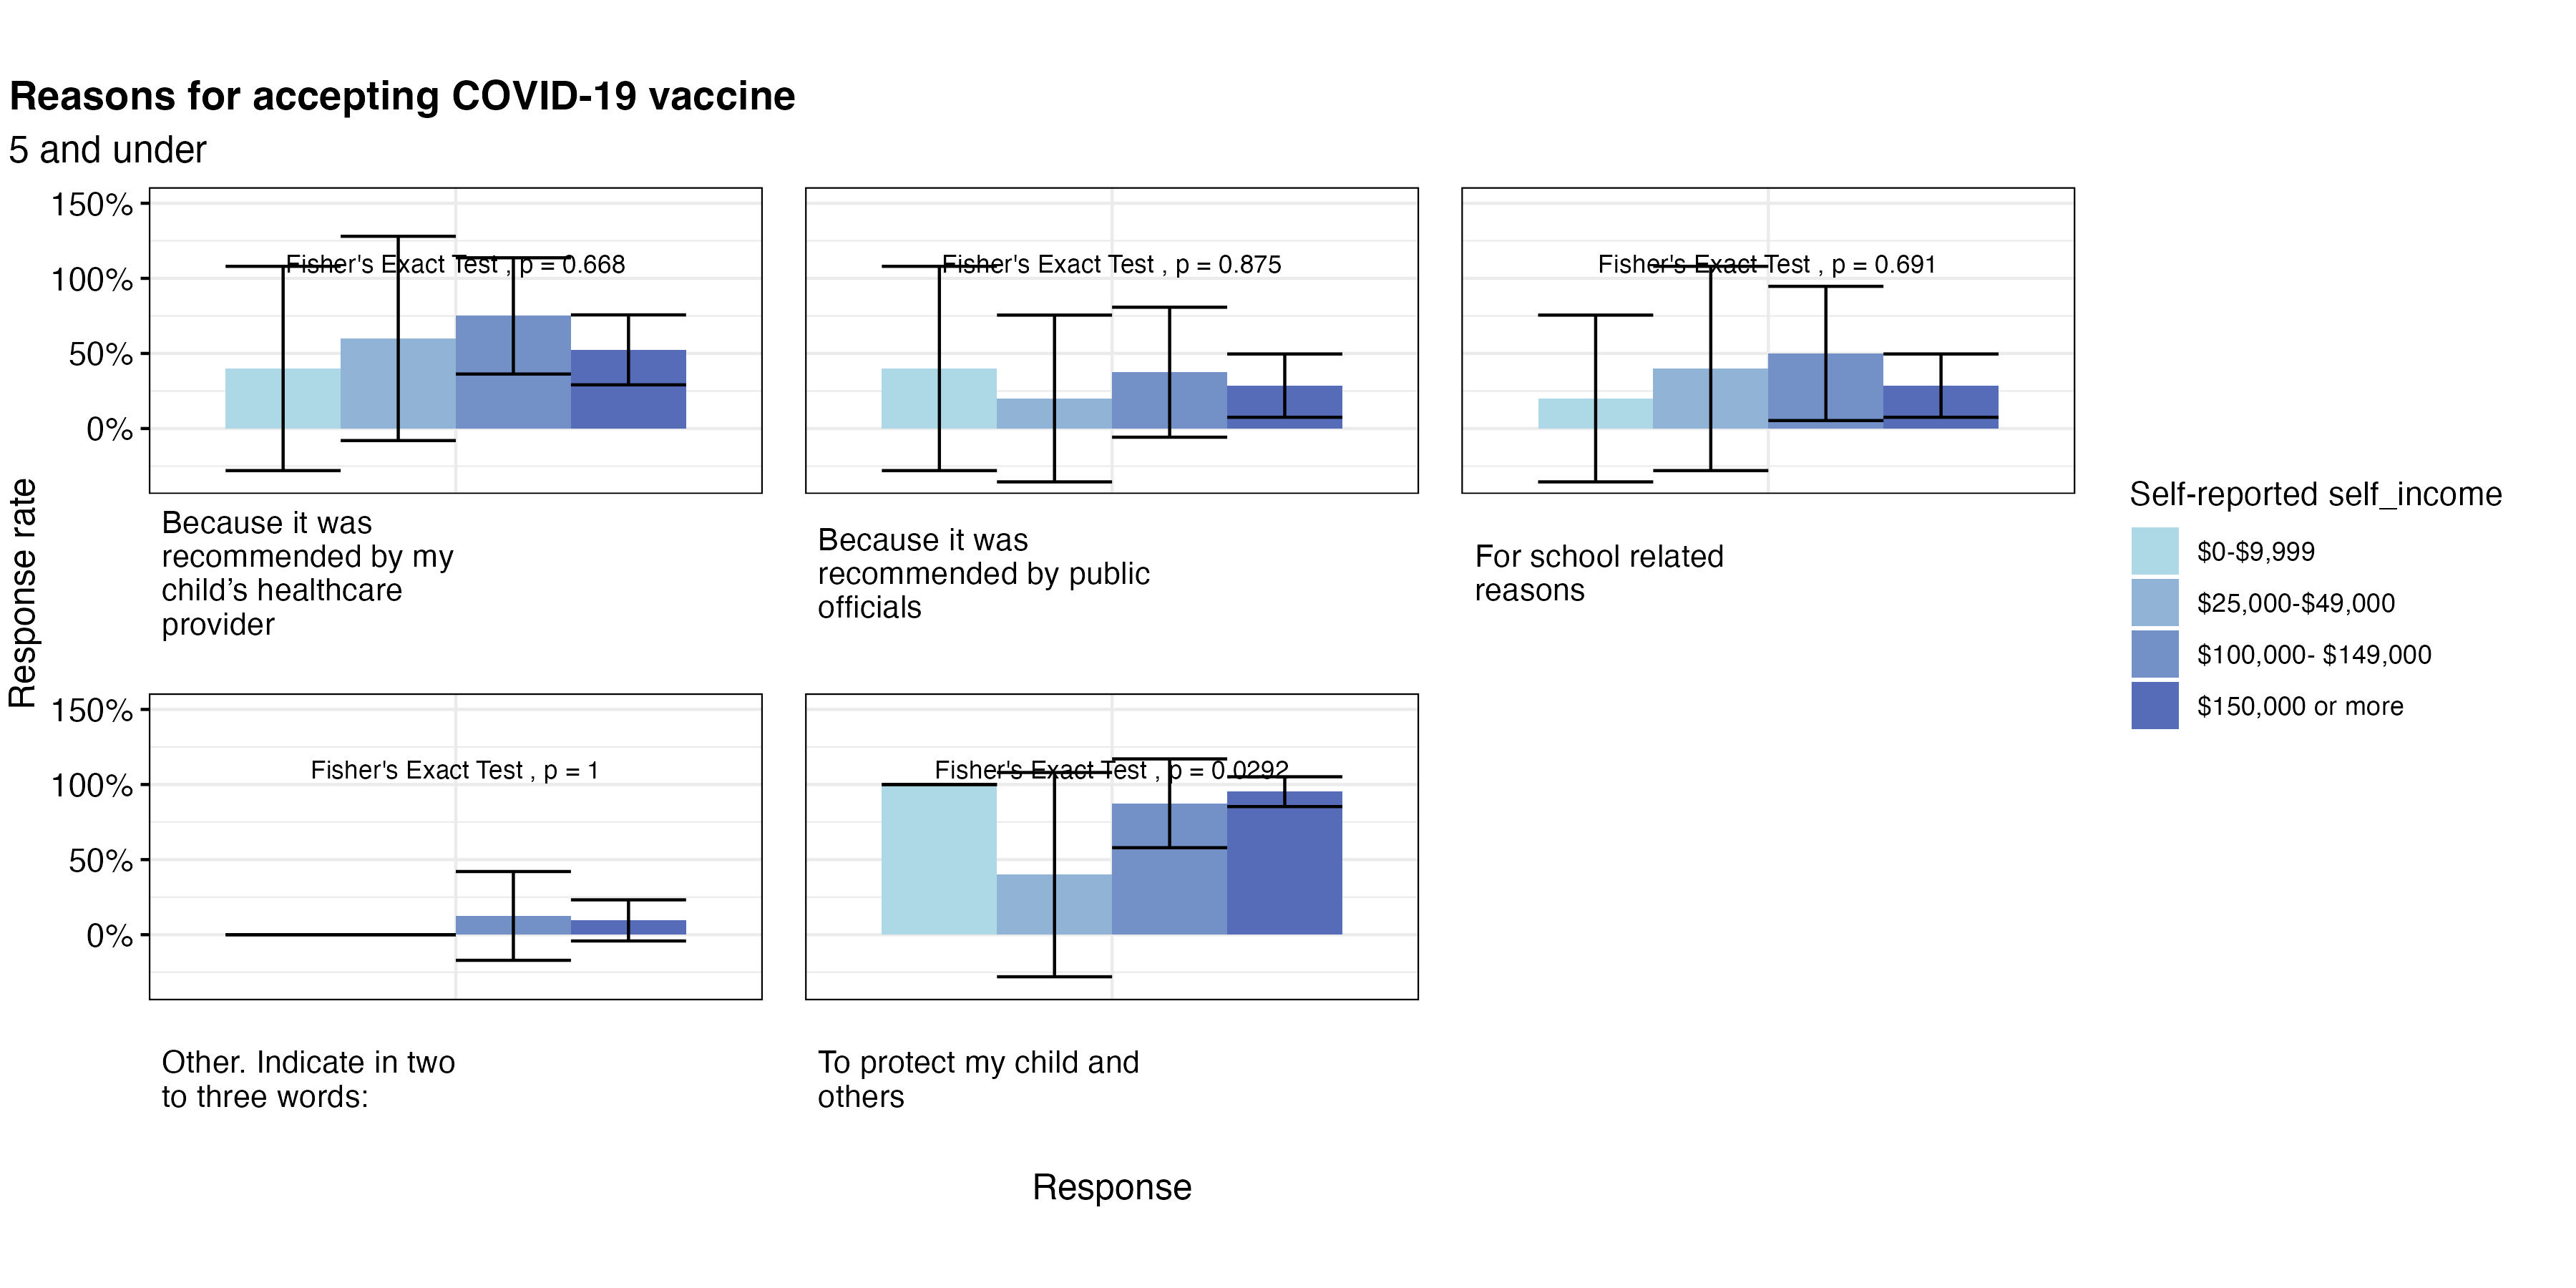 Reasons for accepting COVID-19 vaccine
5 and under
Response rate
150%
100%
50%
0%
Fisher's Exact Test , p = 0.668
Fisher's Exact Test , p = 0.875
Fisher's Exact Test , p = 0.691
Because it was
recommended by my
child’s healthcare
provider
Because it was
recommended by public
officials
For school related
reasons
150%
100%
50%
0%
Fisher's Exact Test , p = 1
Fisher's Exact Test , p = 0.0292
Other. Indicate in two
to three words:
To protect my child and
others
Response
Self-reported self_income
$0-$9,999
$25,000-$49,000
$100,000- $149,000
$150,000 or more